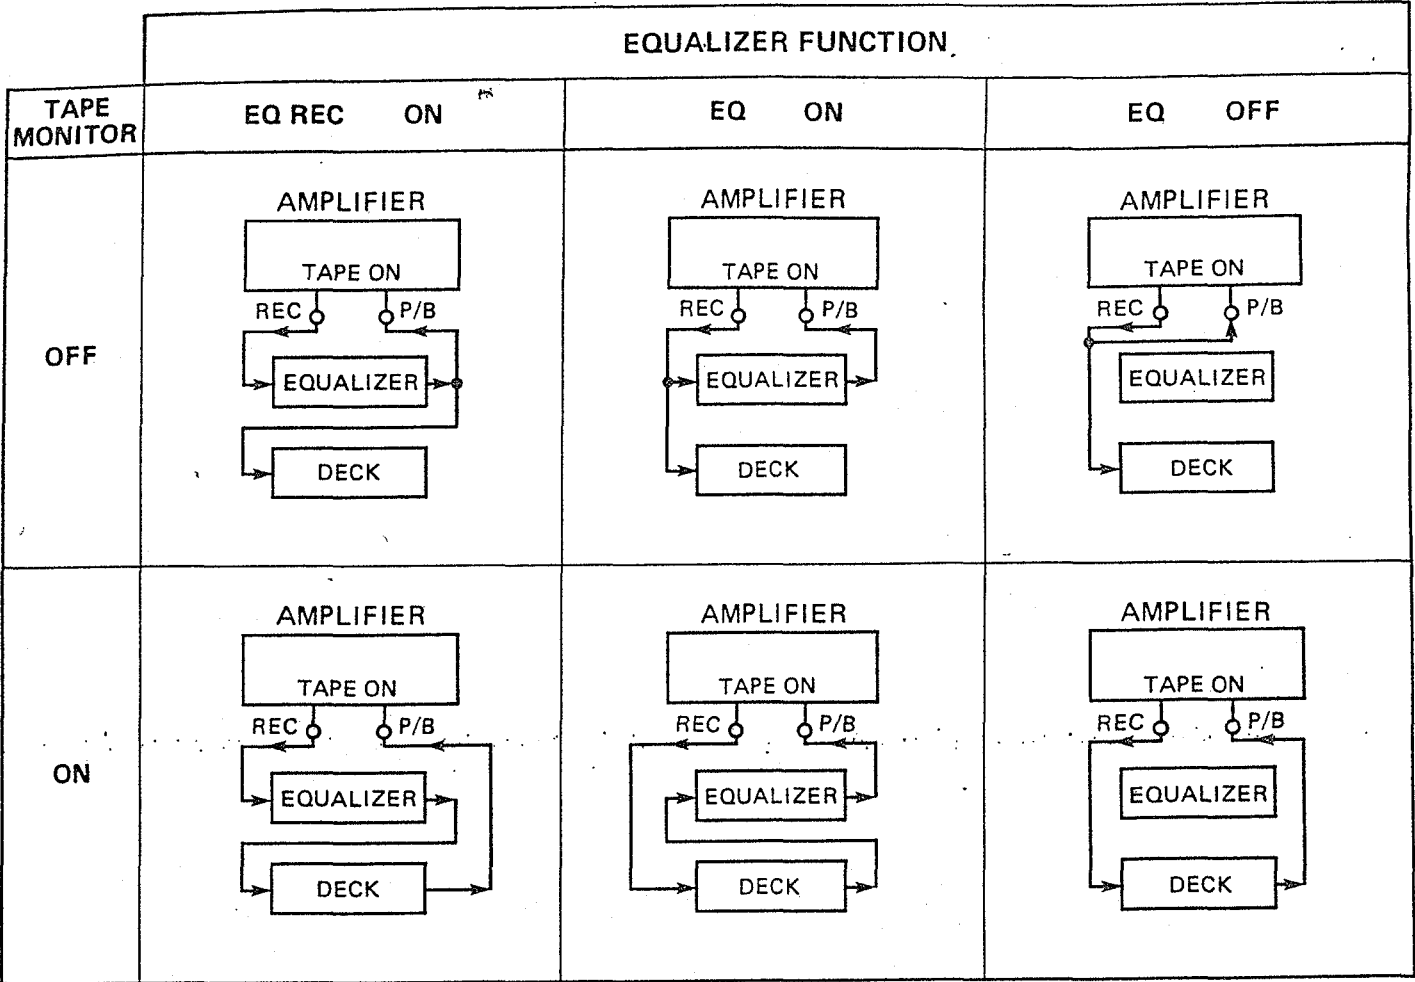 EQUALIZER FUNCTION
TAPE
MONITOR
EQ REC ON
EQ ON
EQ OFF
OFF
AMPLIFIER
TAPE ON
REC
P/B
EQUALIZER
DECK
AMPLIFIER
TAPE ON
REC
P/B
EQUALIZER
DECK
AMPLIFIER
TAPE ON
REC
P/B
EQUALIZER
DECK
ON
AMPLIFIER
TAPE ON
REC
P/B
EQUALIZER
DECK
AMPLIFIER
TAPE ON
REC
P/B
EQUALIZER
DECK
AMPLIFIER
TAPE ON
REC
P/B
EQUALIZER
DECK